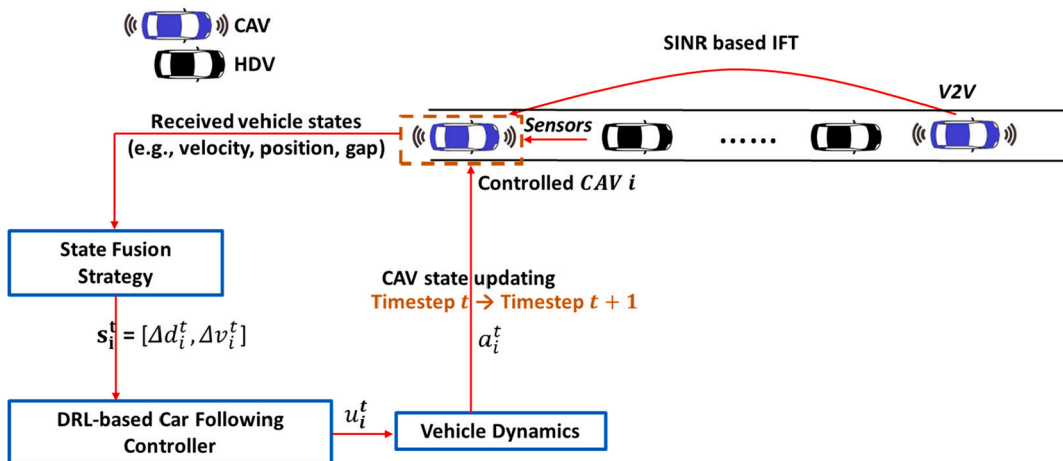 CAV
HDV
SINR based IFT
V2V
Received vehicle states
(e.g., velocity, position, gap)
Sensors
......
Controlled CAV i
State Fusion
Strategy
CAV state updating
Timestep t → Timestep t + 1
s_i^t = [Δd_i^t, Δv_i^t]
a_i^t
DRL-based Car Following
Controller
u_i^t
Vehicle Dynamics